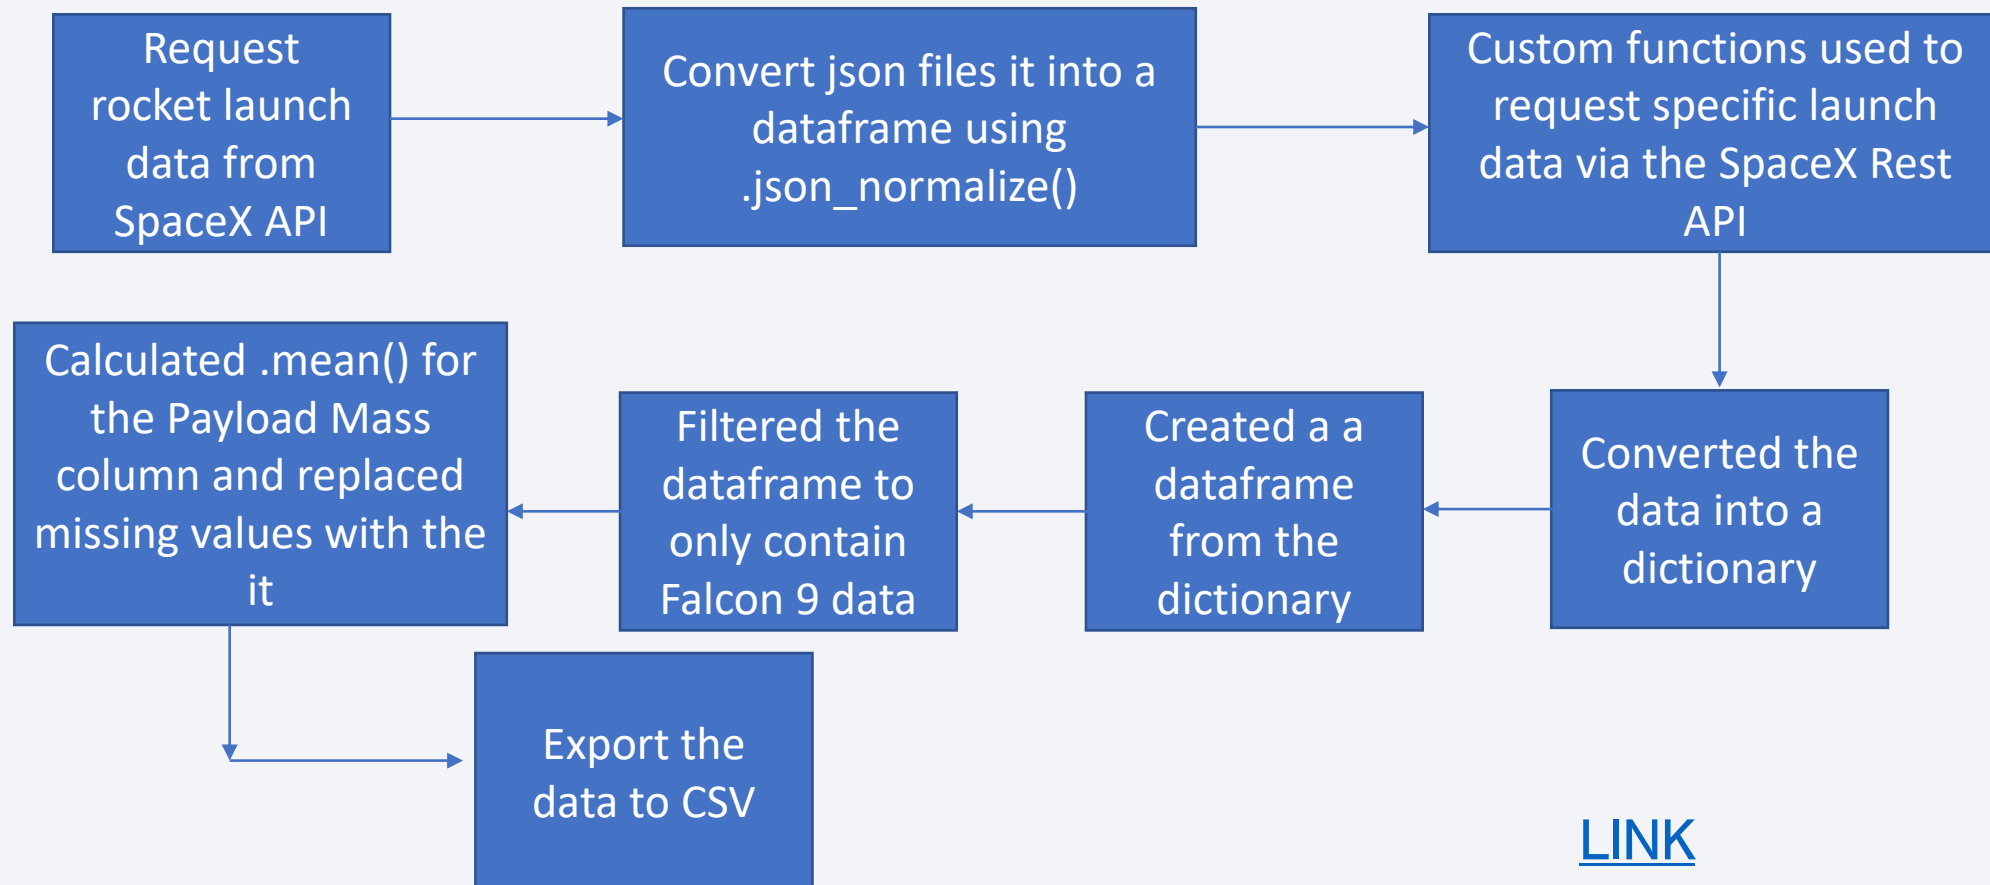 Request
rocket launch
data from
SpaceX API
Convert json files it into a
dataframe using
.json_normalize()
Custom functions used to
request specific launch
data via the SpaceX Rest
API
Converted the
data into a
dictionary
Created a a
dataframe
from the
dictionary
Filtered the
dataframe to
only contain
Falcon 9 data
Calculated .mean() for
the Payload Mass
column and replaced
missing values with the
it
Export the
data to CSV
LINK